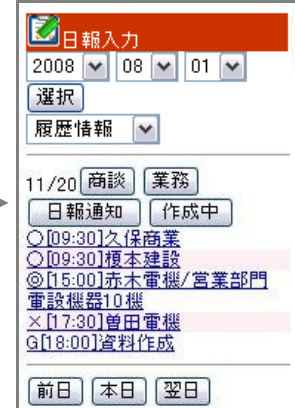 日報入力
2008 08 01
選択
履歴情報
11/20 商談 業務
日報通知 作成中
○[09:30]久保商業
○[09:30]榎本建設
◎[15:00]赤木電機/営業部門
電設機器10機
×[17:30]曽田電機
G[18:00]資料作成
前日 本日 翌日